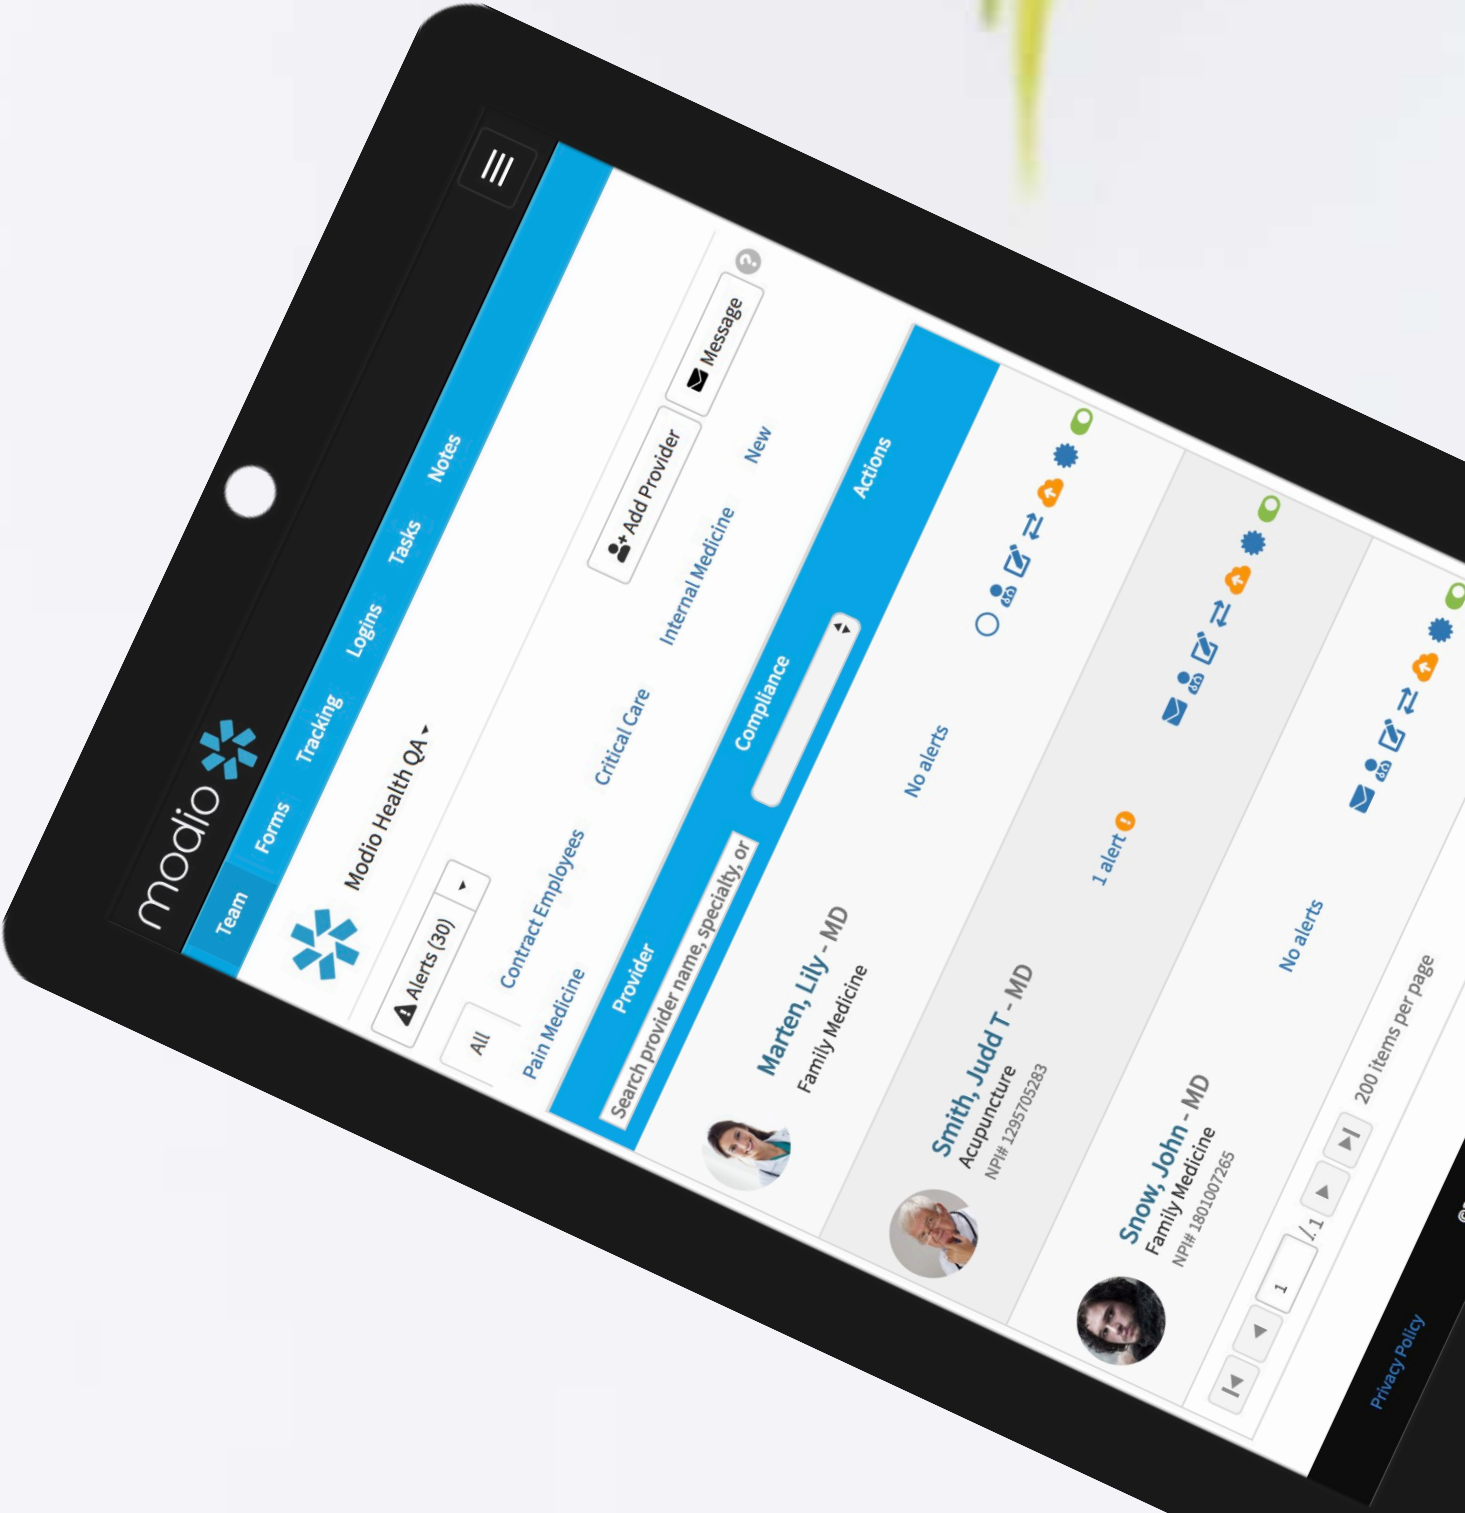 modio
Team Forms Tracking Logins Tasks Notes
Modio Health QA
Alerts (30) Add Provider Message ?
All Contract Employees Critical Care Internal Medicine New
Pain Medicine
Provider Compliance Actions
Search provider name, specialty, or
Marten, Lily - MD No alerts
Family Medicine
Smith, Judd T - MD 1 alert
Acupuncture
NPI# 1295705283
Snow, John - MD No alerts
Family Medicine
NPI# 1801007265
1 / 1 200 items per page
Privacy Policy